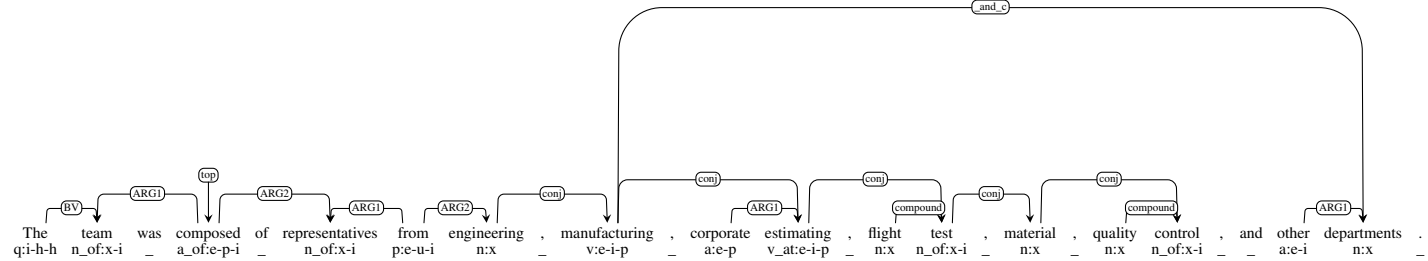 _and_c
top
ARG1 ARG2 conj conj conj conj conj
BV ARG1 ARG2 ARG1 compound compound ARG1
The team was composed of representatives from engineering , manufacturing , corporate estimating , flight test , material , quality control , and other departments .
q:i-h-h n_of:x-i _ a_of:e-p-i _ n_of:x-i p:e-u-i n:x _ v:e-i-p _ a:e-p v_at:e-i-p _ n:x n_of:x-i _ n:x _ n:x n_of:x-i _ _ a:e-i n:x _